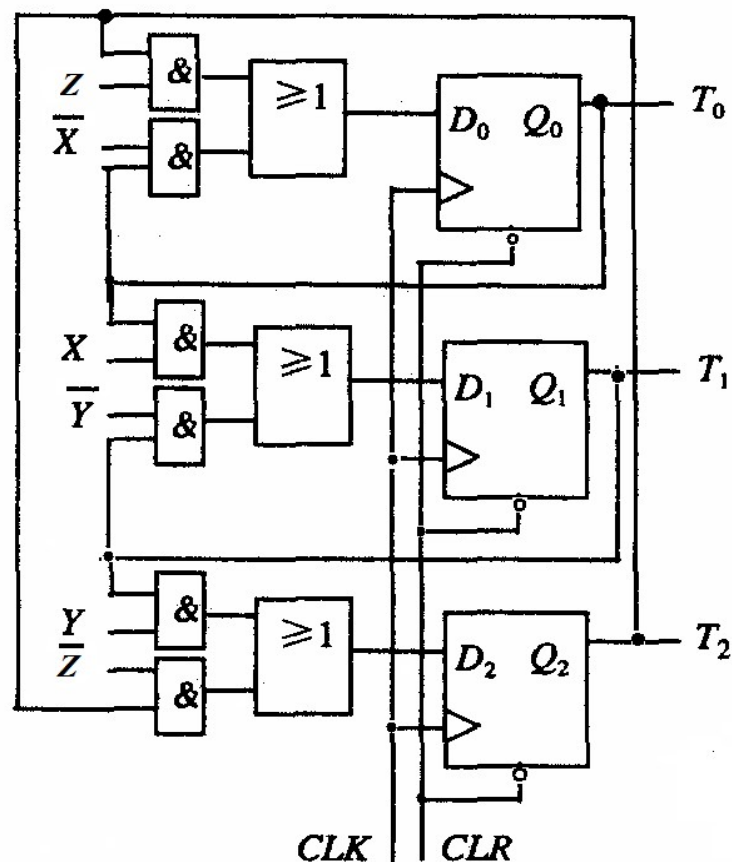 &
Z
≥1
D₀ Q₀
T₀
X̅
&
&
X
≥1
D₁ Q₁
T₁
Y̅
&
&
Y
≥1
D₂ Q₂
T₂
Z̅
&
CLK CLR